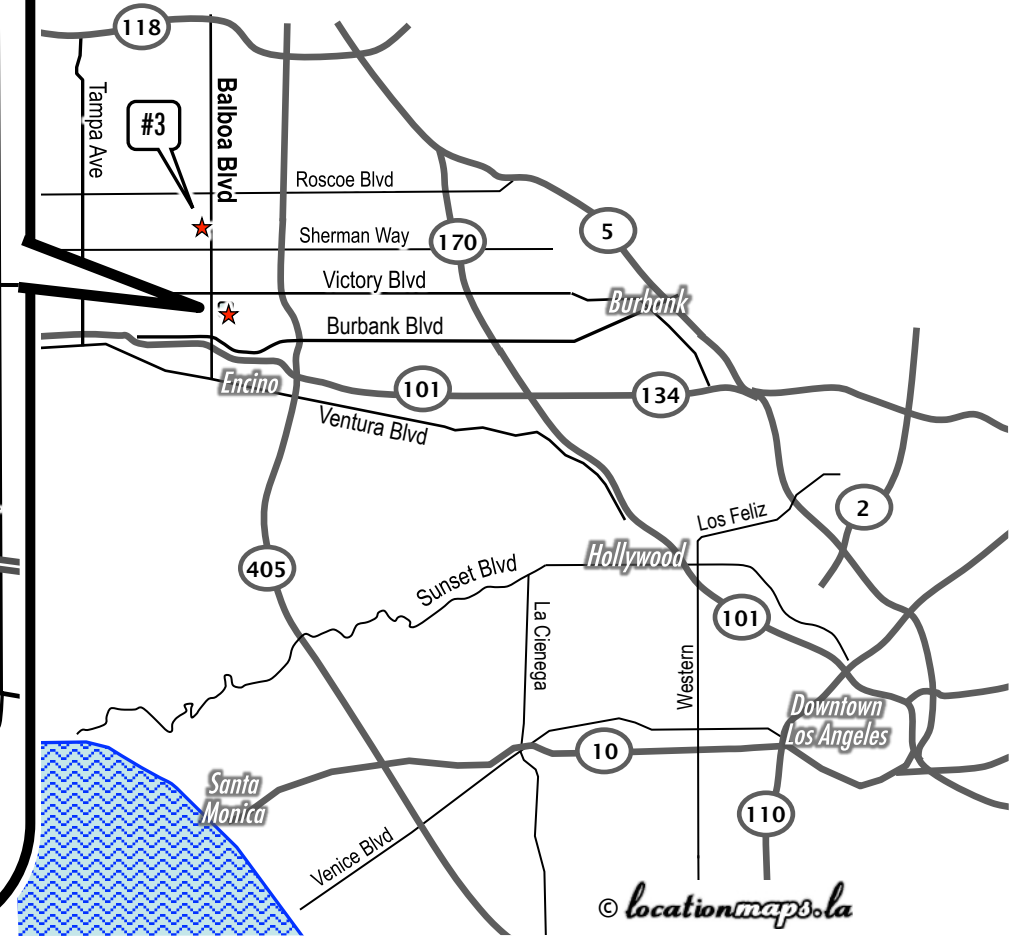 118
Tampa Ave
Balboa Blvd
#3
Roscoe Blvd
Sherman Way
170
5
Victory Blvd
Burbank
Burbank Blvd
Encino
101
134
Ventura Blvd
2
Los Feliz
Hollywood
405
Sunset Blvd
La Cienega
101
Western
Downtown
Los Angeles
10
Santa
Monica
110
Venice Blvd
© locationmaps.la